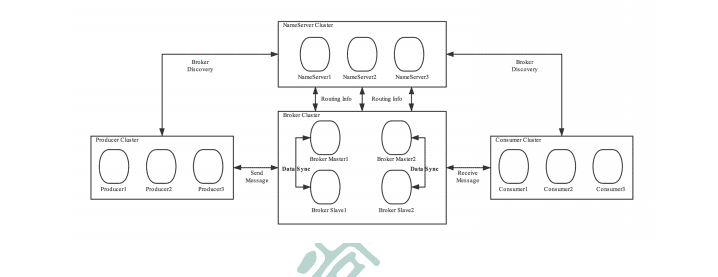 NameServer Cluster
NameServer1
NameServer2
NameServer3
Broker
Discovery
Broker
Discovery
Routing Info
Routing Info
Broker Cluster
Broker Master1
Broker Master2
Data Sync
Data Sync
Broker Slave1
Broker Slave2
Producer Cluster
Producer1
Producer2
Producer3
Send
Message
Receive
Message
Consumer Cluster
Consumer1
Consumer2
Consumer3